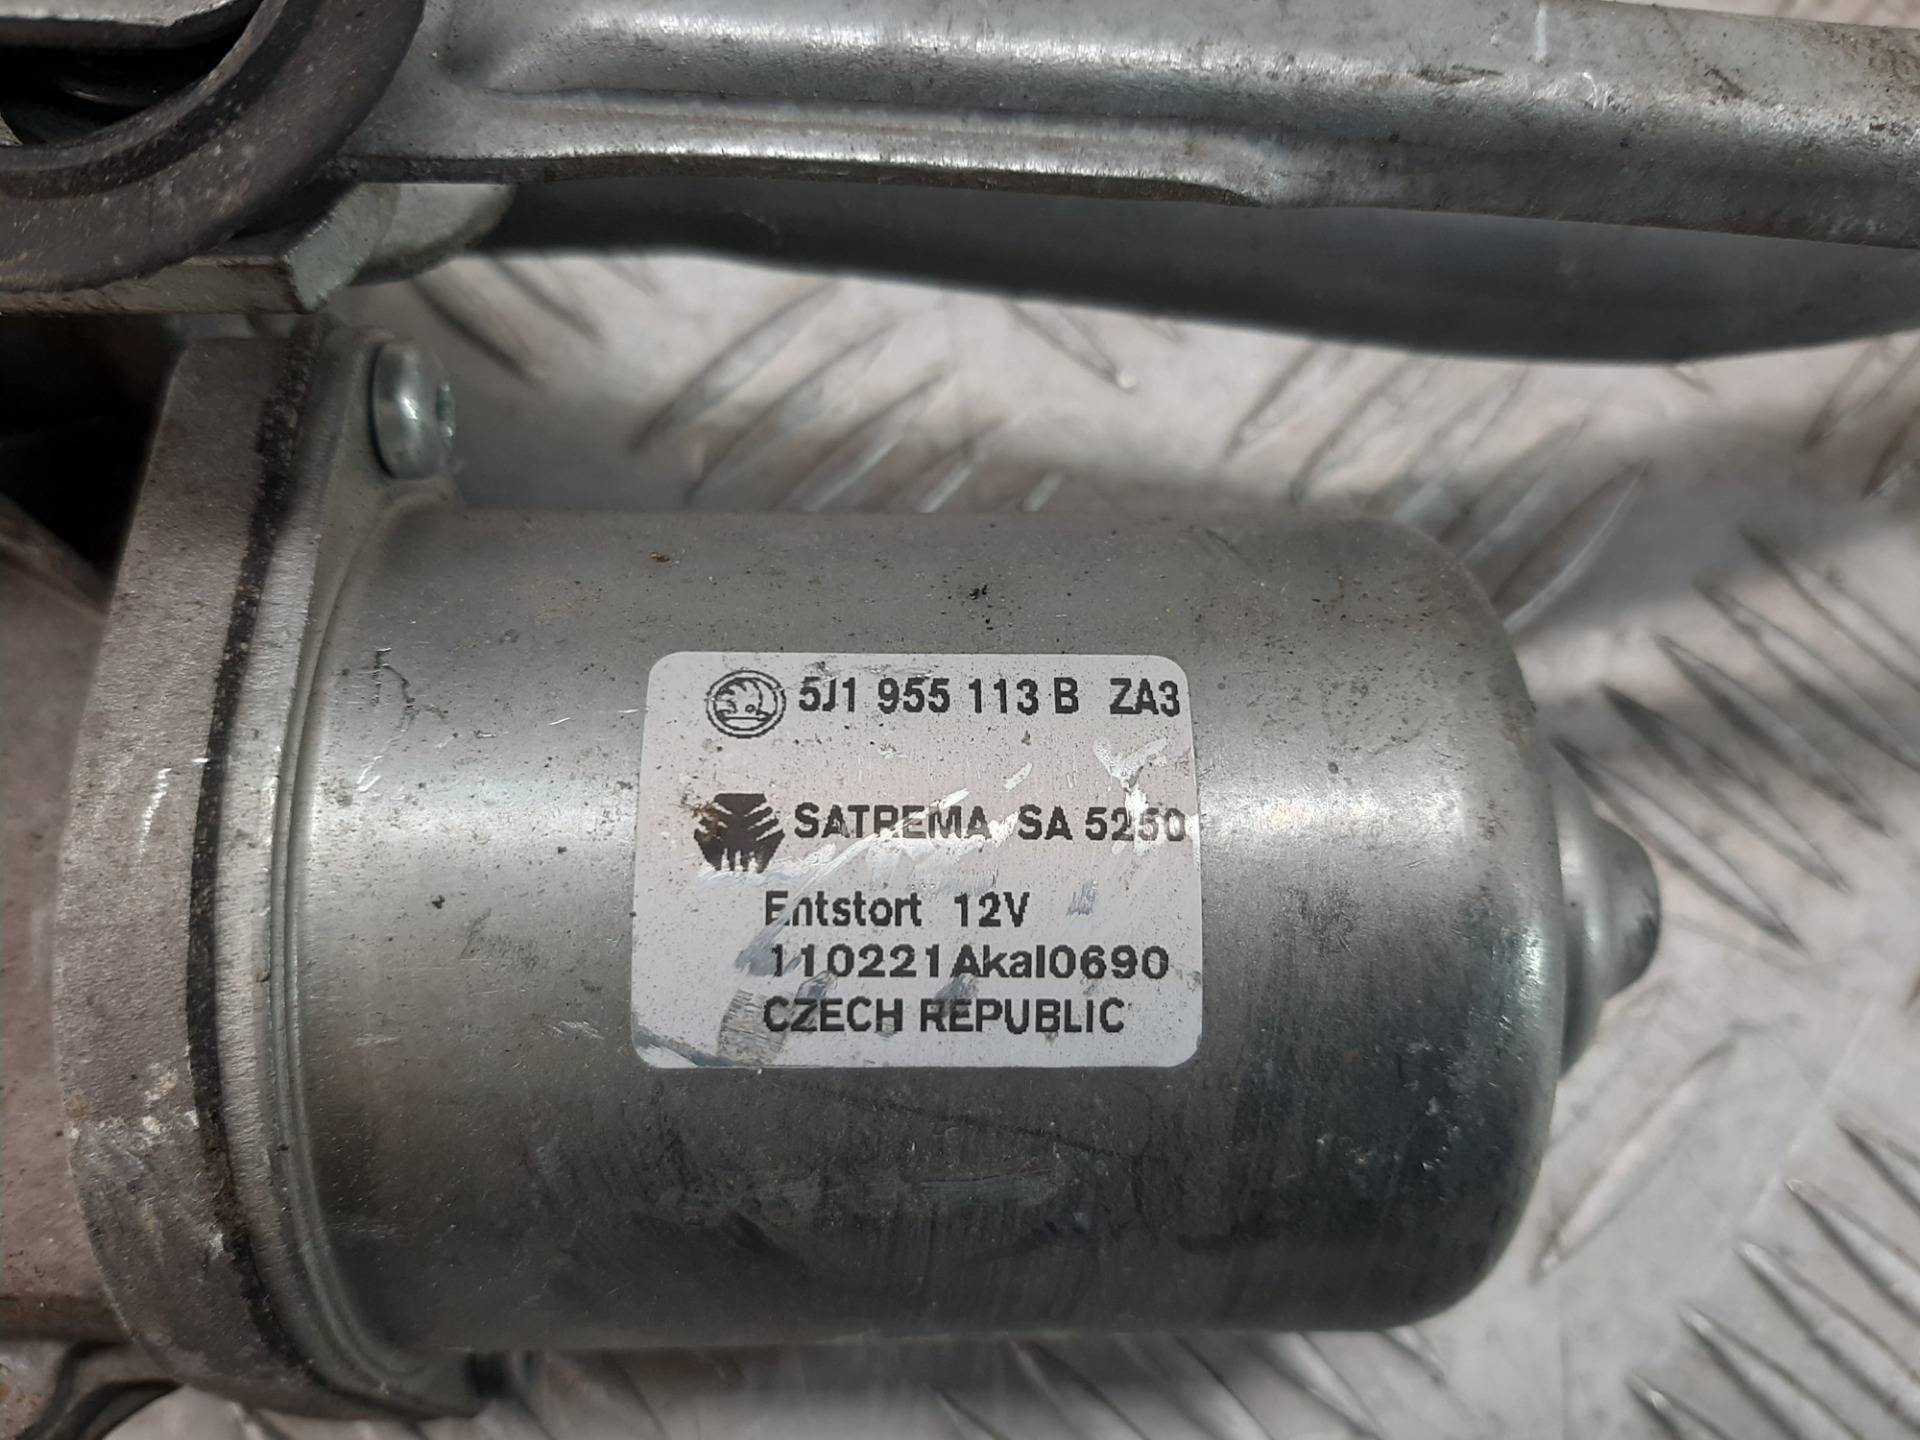 5J1 955 113 B ZA3
SATREMA SA 5250
Entstort 12V
110221Akal0690
CZECH REPUBLIC